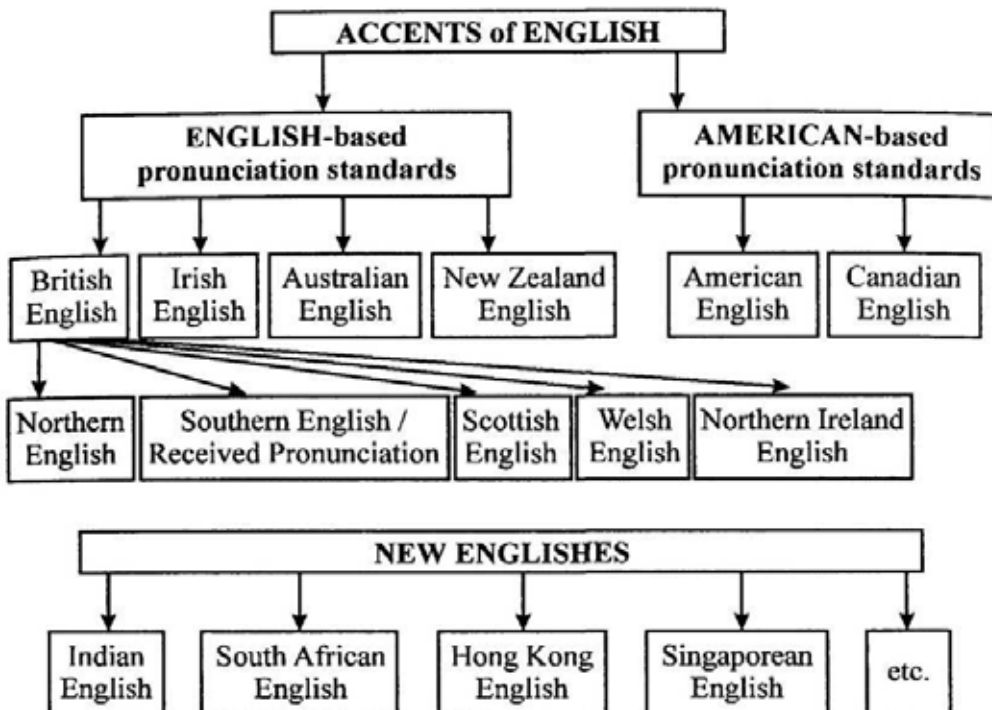 ACCENTS of ENGLISH
ENGLISH-based
pronunciation standards
AMERICAN-based
pronunciation standards
British
English
Irish
English
Australian
English
New Zealand
English
American
English
Canadian
English
Northern
English
Southern English /
Received Pronunciation
Scottish
English
Welsh
English
Northern Ireland
English
NEW ENGLISHES
Indian
English
South African
English
Hong Kong
English
Singaporean
English
etc.